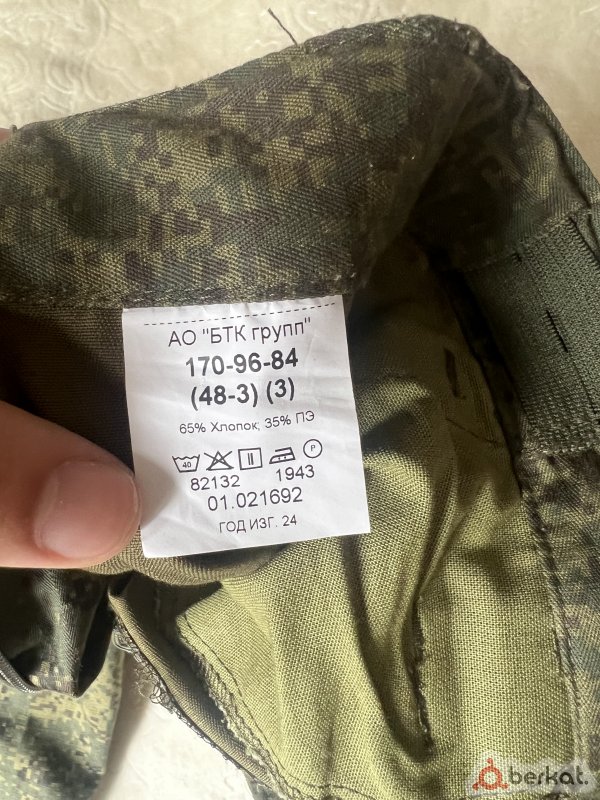 АО "БТК групп"
170-96-84
(48-3) (3)
65% Хлопок; 35% ПЭ
40 P
82132 1943
01.021692
ГОД ИЗГ. 24
berkat.